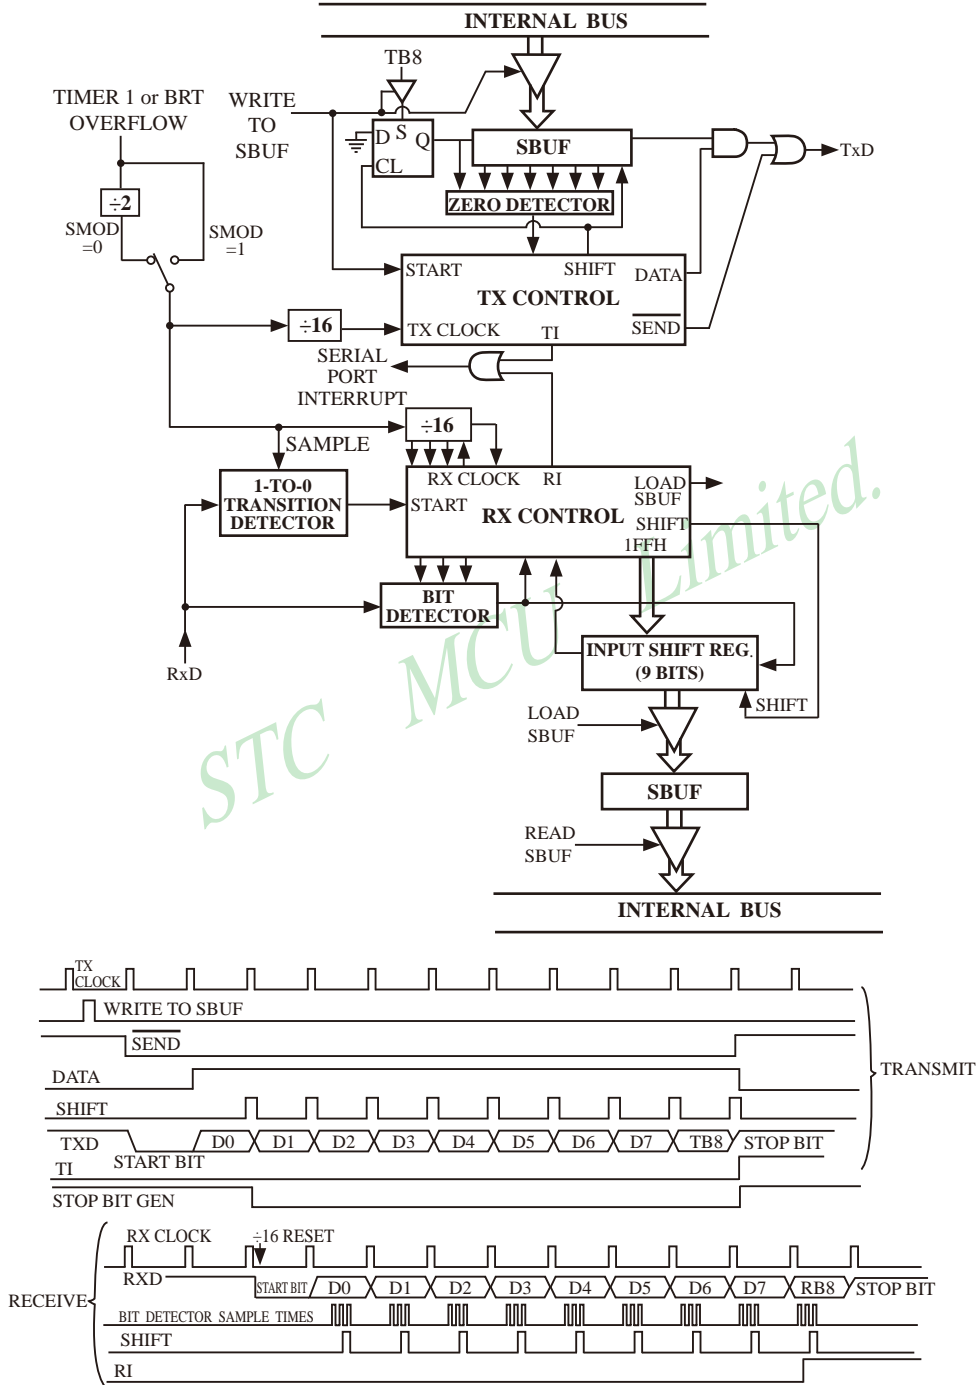 INTERNAL BUS
TB8
TIMER 1 or BRT
OVERFLOW
WRITE
TO
SBUF
D S Q
CL
SBUF
TxD
÷2
ZERO DETECTOR
SMOD
=0
SMOD
=1
START
SHIFT
DATA
TX CONTROL
÷16
TX CLOCK
TI
SEND
SERIAL
PORT
INTERRUPT
÷16
SAMPLE
1-TO-0
TRANSITION
DETECTOR
RX CLOCK
RI
LOAD
SBUF
START
RX CONTROL
SHIFT
1FFH
BIT
DETECTOR
RxD
INPUT SHIFT REG.
(9 BITS)
SHIFT
LOAD
SBUF
SBUF
READ
SBUF
INTERNAL BUS
STC MCU Limited.
TX
CLOCK
WRITE TO SBUF
SEND
TRANSMIT
DATA
SHIFT
TXD
START BIT
D0 D1 D2 D3 D4 D5 D6 D7 TB8 STOP BIT
TI
STOP BIT GEN
RX CLOCK
÷16 RESET
RXD
START BIT D0 D1 D2 D3 D4 D5 D6 D7 RB8 STOP BIT
RECEIVE
BIT DETECTOR SAMPLE TIMES
SHIFT
RI